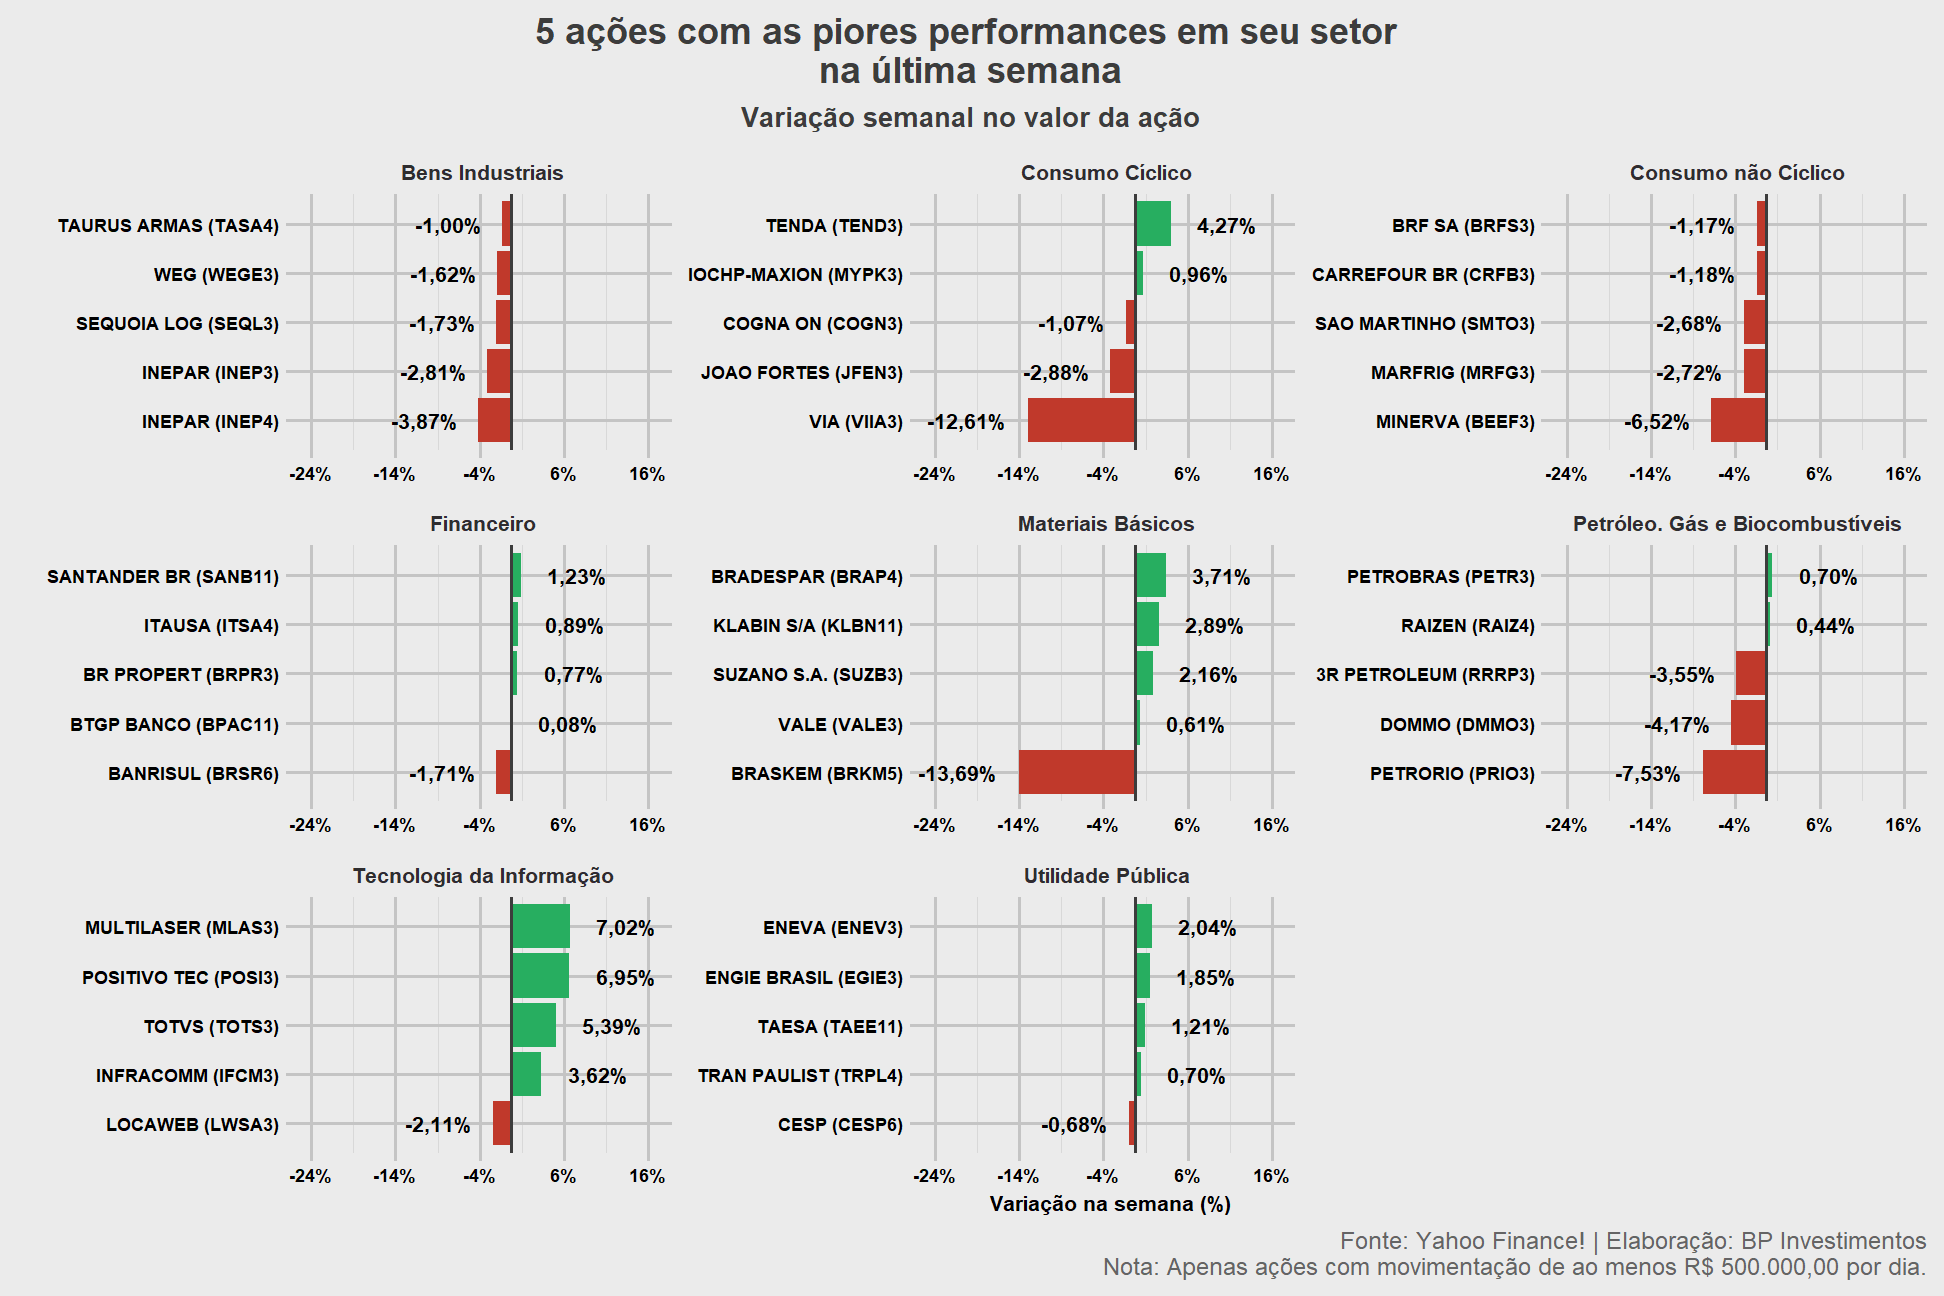 5 ações com as piores performances em seu setor
na última semana
Variação semanal no valor da ação
Bens Industriais
TAURUS ARMAS (TASA4) -1,00%
WEG (WEGE3) -1,62%
SEQUOIA LOG (SEQL3) -1,73%
INEPAR (INEP3) -2,81%
INEPAR (INEP4) -3,87%
-24% -14% -4% 6% 16%
Consumo Cíclico
TENDA (TEND3) 4,27%
IOCHP-MAXION (MYPK3) 0,96%
COGNA ON (COGN3) -1,07%
JOAO FORTES (JFEN3) -2,88%
VIA (VIIA3) -12,61%
-24% -14% -4% 6% 16%
Consumo não Cíclico
BRF SA (BRFS3) -1,17%
CARREFOUR BR (CRFB3) -1,18%
SAO MARTINHO (SMTO3) -2,68%
MARFRIG (MRFG3) -2,72%
MINERVA (BEEF3) -6,52%
-24% -14% -4% 6% 16%
Financeiro
SANTANDER BR (SANB11) 1,23%
ITAUSA (ITSA4) 0,89%
BR PROPERT (BRPR3) 0,77%
BTGP BANCO (BPAC11) 0,08%
BANRISUL (BRSR6) -1,71%
-24% -14% -4% 6% 16%
Materiais Básicos
BRADESPAR (BRAP4) 3,71%
KLABIN S/A (KLBN11) 2,89%
SUZANO S.A. (SUZB3) 2,16%
VALE (VALE3) 0,61%
BRASKEM (BRKM5) -13,69%
-24% -14% -4% 6% 16%
Petróleo. Gás e Biocombustíveis
PETROBRAS (PETR3) 0,70%
RAIZEN (RAIZ4) 0,44%
3R PETROLEUM (RRRP3) -3,55%
DOMMO (DMMO3) -4,17%
PETRORIO (PRIO3) -7,53%
-24% -14% -4% 6% 16%
Tecnologia da Informação
MULTILASER (MLAS3) 7,02%
POSITIVO TEC (POSI3) 6,95%
TOTVS (TOTS3) 5,39%
INFRACOMM (IFCM3) 3,62%
LOCAWEB (LWSA3) -2,11%
-24% -14% -4% 6% 16%
Utilidade Pública
ENEVA (ENEV3) 2,04%
ENGIE BRASIL (EGIE3) 1,85%
TAESA (TAEE11) 1,21%
TRAN PAULIST (TRPL4) 0,70%
CESP (CESP6) -0,68%
-24% -14% -4% 6% 16%
Variação na semana (%)
Fonte: Yahoo Finance! | Elaboração: BP Investimentos
Nota: Apenas ações com movimentação de ao menos R$ 500.000,00 por dia.